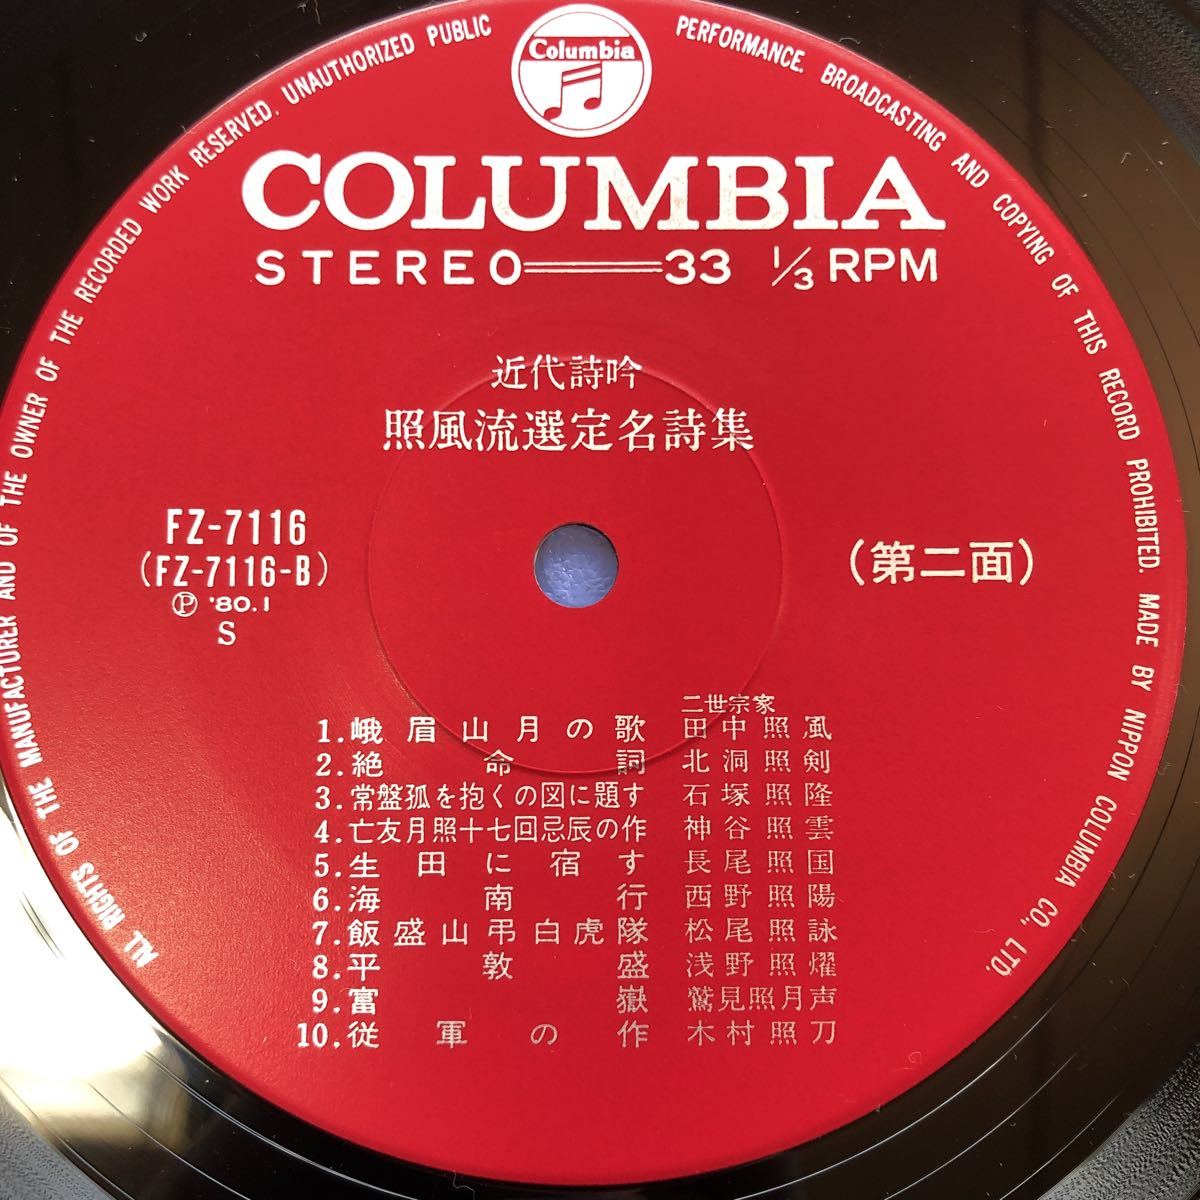 ALL RIGHTS OF THE MANUFACTURER AND OF THE OWNER OF THE RECORDED WORK RESERVED. UNAUTHORIZED PUBLIC PERFORMANCE. BROADCASTING AND COPYING OF THIS RECORD PROHIBITED. MADE BY NIPPON COLUMBIA CO., LTD.
Columbia
COLUMBIA
STEREO 33 1/3 RPM
近代詩吟
照風流選定名詩集
FZ-7116
(FZ-7116-B)
Ⓟ '80.1
S
(第二面)
二世宗家
1. 峨眉山月の歌 田中照風
2. 絶命詞 北洞照剣
3. 常盤孤を抱くの図に題す 石塚照隆
4. 亡友月照十七回忌辰の作 神谷照雲
5. 生田に宿す 長尾照国
6. 海南行 西野照陽
7. 飯盛山弔白虎隊 松尾照詠
8. 平敦盛 浅野照燿
9. 富嶽 鷲見照月声
10. 従軍の作 木村照刀